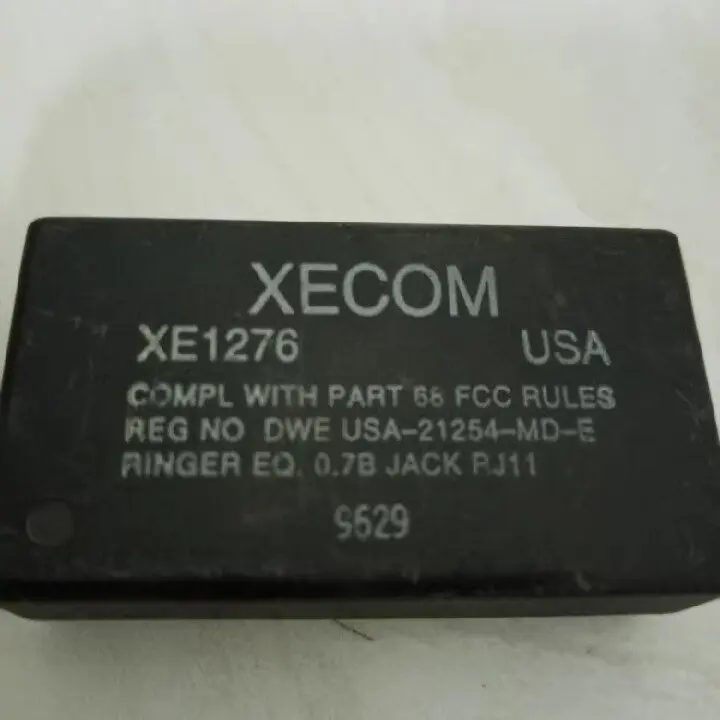 XECOM
XE1276 USA
COMPL WITH PART 68 FCC RULES
REG NO DWE USA-21254-MD-E
RINGER EQ. 0.7B JACK RJ11
9629